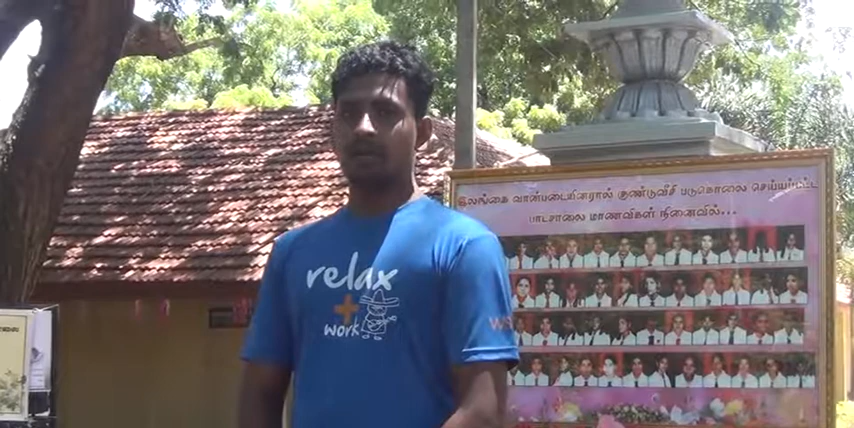 relax
+
work
இலங்கை வான்படையினரால் குண்டுவீசி படுகொலை செய்யப்பட்ட
பாடசாலை மாணவிகள் நினைவில்...